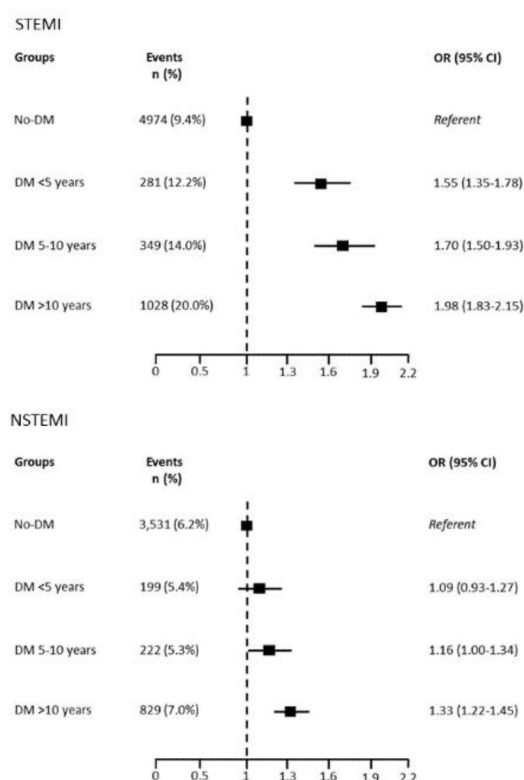 STEMI
Groups Events OR (95% CI)
n (%)
No-DM 4974 (9.4%) Referent
DM <5 years 281 (12.2%) 1.55 (1.35-1.78)
DM 5-10 years 349 (14.0%) 1.70 (1.50-1.93)
DM >10 years 1028 (20.0%) 1.98 (1.83-2.15)
0 0.5 1 1.3 1.6 1.9 2.2
NSTEMI
Groups Events OR (95% CI)
n (%)
No-DM 3,531 (6.2%) Referent
DM <5 years 199 (5.4%) 1.09 (0.93-1.27)
DM 5-10 years 222 (5.3%) 1.16 (1.00-1.34)
DM >10 years 829 (7.0%) 1.33 (1.22-1.45)
0 0.5 1 1.3 1.6 1.9 2.2